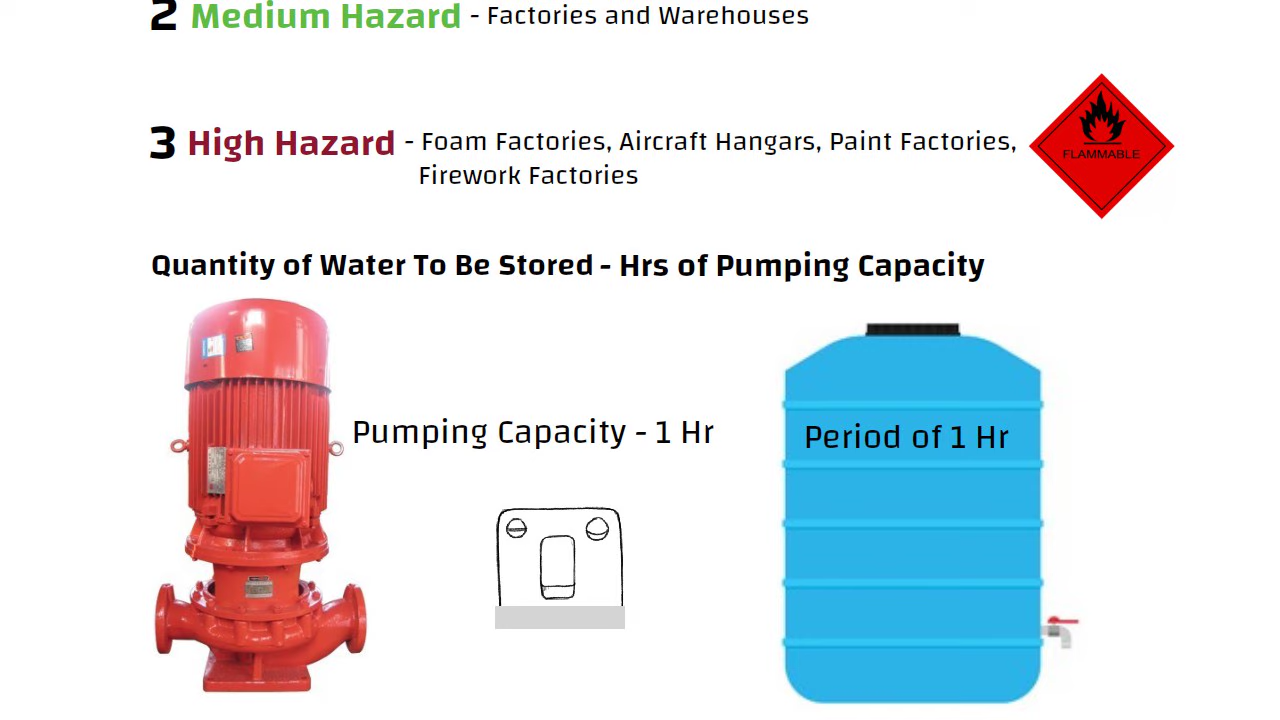 2 Medium Hazard - Factories and Warehouses
3 High Hazard - Foam Factories, Aircraft Hangars, Paint Factories,
Firework Factories
FLAMMABLE
Quantity of Water To Be Stored - Hrs of Pumping Capacity
Pumping Capacity - 1 Hr
Period of 1 Hr